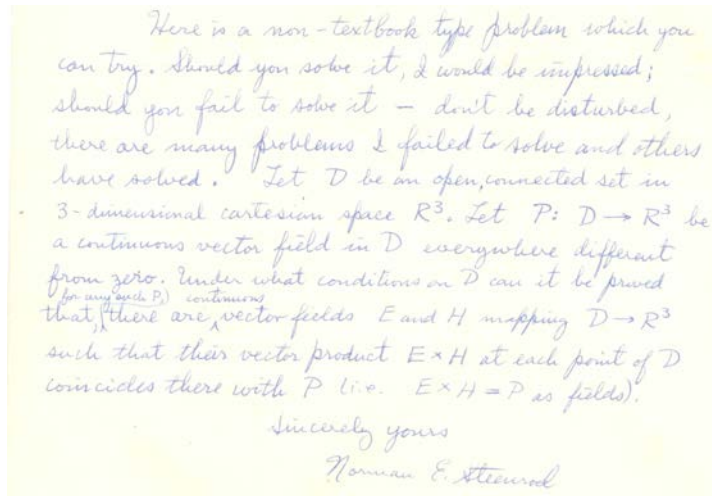 Here is a non-textbook type problem which you
can try. Should you solve it, I would be impressed;
should you fail to solve it — don't be disturbed,
there are many problems I failed to solve and others
have solved. Let D be an open, connected set in
3-dimensional cartesian space R³. Let P: D → R³ be
a continuous vector field in D everywhere different
from zero. Under what conditions on D can it be proved
for any such P,) continuous
that, (there are, vector fields E and H mapping D → R³
such that their vector product E × H at each point of D
coincides there with P (i.e. E × H = P as fields).
Sincerely yours
Norman E. Steenrod